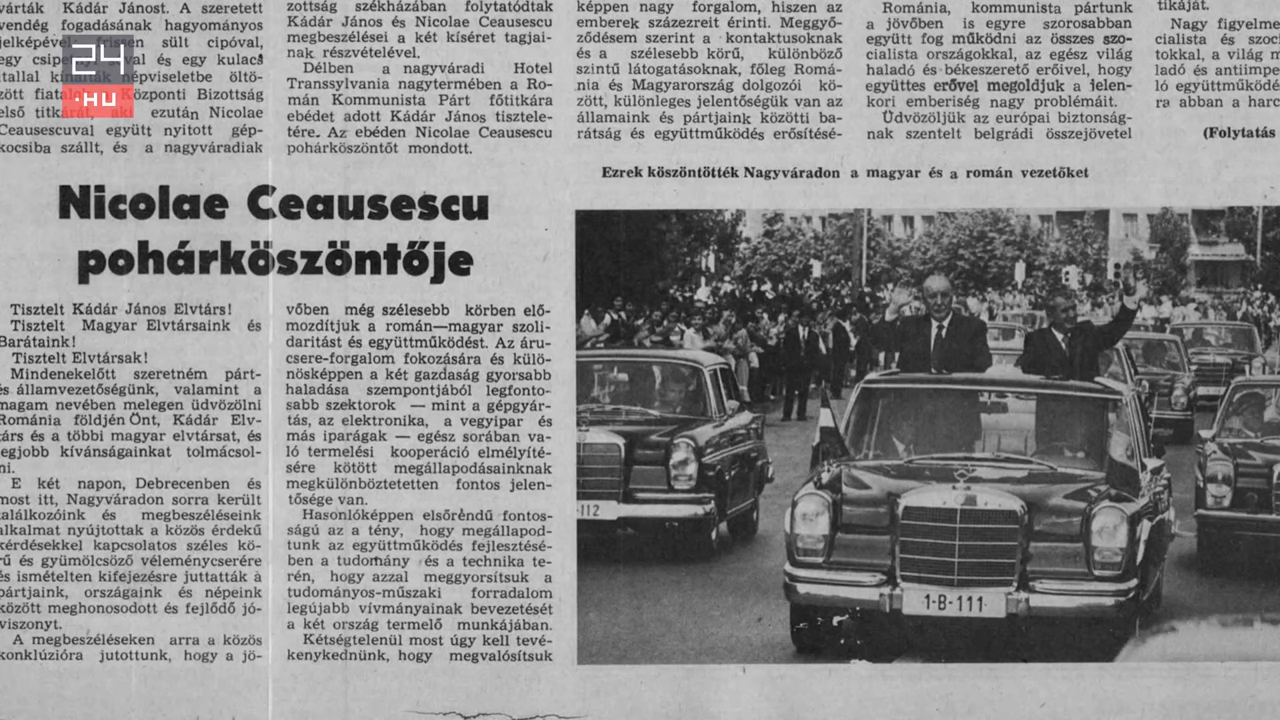 várták Kádár Jánost. A szeretett
vendég fogadásának hagyományos
jelképével, frissen sült cipóval,
egy csipet val és egy kulacs
itallal kínálták népviseletbe öltö-
zött fiatalok. Központi Bizottság
első titkárát, aki ezután Nicolae
Ceausescuval együtt nyitott gép-
kocsiba szállt, és a nagyváradiak
24
.HU
zottság székházában folytatódtak
Kádár János és Nicolae Ceausescu
megbeszélései a két kíséret tagjai-
nak részvételével.
Délben a nagyváradi Hotel
Transsylvania nagytermében a Ro-
mán Kommunista Párt főtitkára
ebédet adott Kádár János tisztele-
tére. Az ebéden Nicolae Ceausescu
pohárköszöntőt mondott.
képpen nagy forgalom, hiszen az
emberek százezreit érinti. Meggyő-
ződésem szerint a kontaktusoknak
és a szélesebb körű, különböző
szintű látogatásoknak, főleg Romá-
nia és Magyarország dolgozói kö-
zött, különleges jelentőségük van az
államaink és pártjaink közötti ba-
rátság és együttműködés erősítésé-
Románia, kommunista pártunk
a jövőben is egyre szorosabban
együtt fog működni az összes szo-
cialista országokkal, az egész világ
haladó és békeszerető erőivel, hogy
együttes erővel megoldjuk a jelen-
kori emberiség nagy problémáit.
Üdvözöljük az európai biztonság-
nak szentelt belgrádi összejövetel
tikáját.
Nagy figyelme
cialista és szoci
tokkal, a világ n
ladó és antiimpe
ló együttműködé
ra abban a harc
(Folytatás
Nicolae Ceausescu
pohárköszöntője
Tisztelt Kádár János Elvtárs!
Tisztelt Magyar Elvtársaink és
Barátaink!
Tisztelt Elvtársak!
Mindenekelőtt szeretném párt-
és államvezetőségünk, valamint a
magam nevében melegen üdvözölni
Románia földjén Önt, Kádár Elv-
társ és a többi magyar elvtársat, és
legjobb kívánságainkat tolmácsol-
ni.
E két napon, Debrecenben és
most itt, Nagyváradon sorra került
találkozóink és megbeszéléseink
alkalmat nyújtottak a közös érdekű
kérdésekkel kapcsolatos széles kö-
rű és gyümölcsöző véleménycserére
és ismételten kifejezésre juttatták a
pártjaink, országaink és népeink
között meghonosodott és fejlődő jó-
viszonyt.
A megbeszéléseken arra a közös
konklúzióra jutottunk, hogy a jö-
vőben még szélesebb körben elő-
mozdítjuk a román—magyar szoli-
daritást és együttműködést. Az áru-
csere-forgalom fokozására és külö-
nösképpen a két gazdaság gyorsabb
haladása szempontjából legfonto-
sabb szektorok — mint a gépgyár-
tás, az elektronika, a vegyipar és
más iparágak — egész sorában va-
ló termelési kooperáció elmélyíté-
sére kötött megállapodásainknak
megkülönböztetetten fontos jelen-
tősége van.
Hasonlóképpen elsőrendű fontos-
ságú az a tény, hogy megállapod-
tunk az együttműködés fejlesztésé-
ben a tudomány és a technika te-
rén, hogy azzal meggyorsítsuk a
tudományos-műszaki forradalom
legújabb vívmányainak bevezetését
a két ország termelő munkájában.
Kétségtelenül most úgy kell tevé-
kenykednünk, hogy megvalósítsuk
Ezrek köszöntötték Nagyváradon a magyar és a román vezetőket
-112
1-B-111